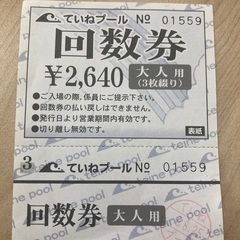 ていねプール № 01559
回数券
¥2,640 大人用
(3枚綴り)
●ご入場の際、係員にご提示下さい。
●回数券の払い戻しはできません。
●発行日より営業期間内有効です。
●切り離し無効です。
表紙
3 ていねプール № 01559
回数券 大人用